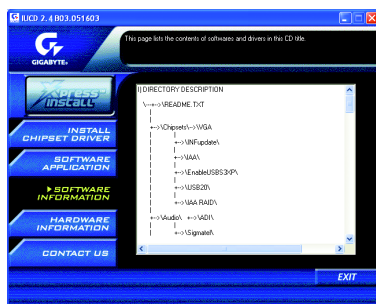 IUCD 2.4 B03.051603
GIGABYTE
This page lists the contents of softwares and drivers in this CD title.
Xpress™
INSTALL
INSTALL
CHIPSET DRIVER
SOFTWARE
APPLICATION
SOFTWARE
INFORMATION
HARDWARE
INFORMATION
CONTACT US
I) DIRECTORY DESCRIPTION
\--+-->\README.TXT
|
+-->\Chipsets\-->\VGA
| +-->\INFupdate\
| +-->\IAA\
| +-->\EnableUSBS3XP\
| +-->\USB20\
| +-->\IAA RAID\
+-->\Audio\ +-->\ADI\
| +-->\Sigmatel\
EXIT